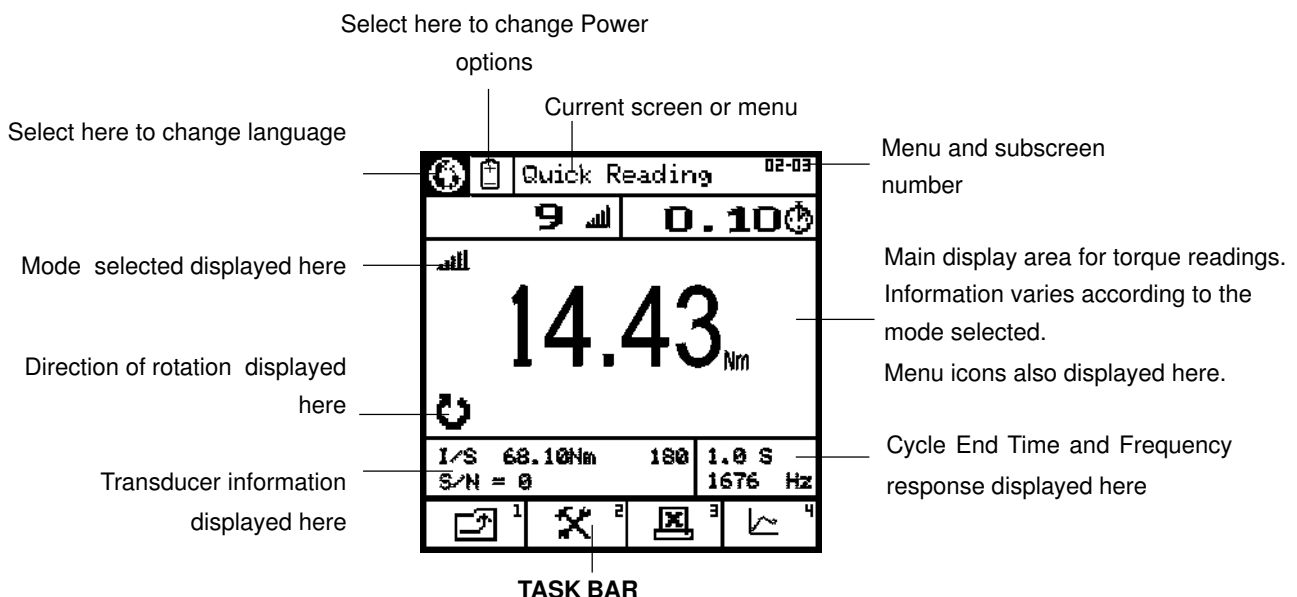 Select here to change Power
options
Current screen or menu
Select here to change language
Menu and subscreen
number
Quick Reading
02-03
9
0.10
Mode selected displayed here
14.43
Nm
Main display area for torque readings.
Information varies according to the
mode selected.
Menu icons also displayed here.
Direction of rotation displayed
here
I/S 68.10Nm 180
S/N = 0
1.0 S
1676 Hz
Cycle End Time and Frequency
response displayed here
Transducer information
displayed here
1
2
3
4
TASK BAR